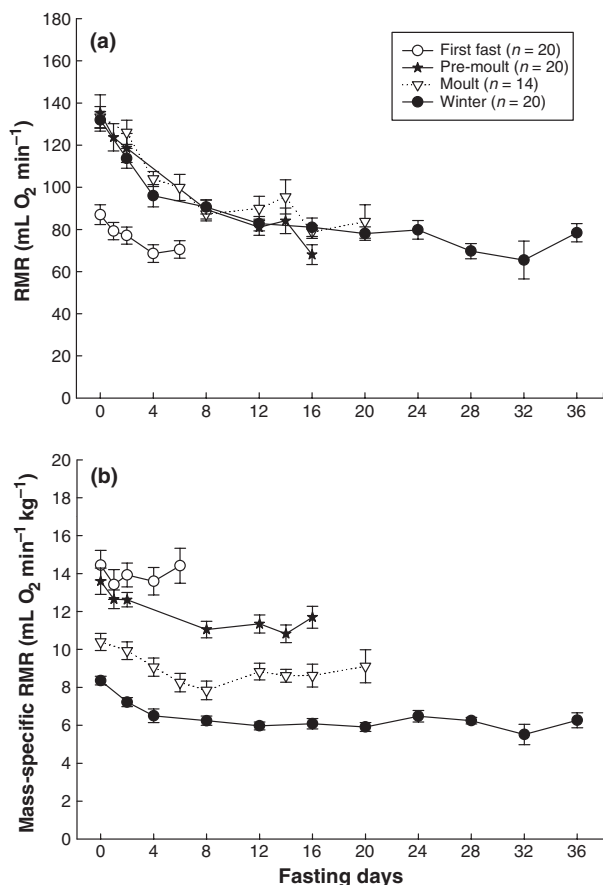 (a)
First fast (n = 20)
Pre-moult (n = 20)
Moult (n = 14)
Winter (n = 20)
RMR (mL O₂ min⁻¹)
180
160
140
120
100
80
60
40
20
0
0 4 8 12 16 20 24 28 32 36
(b)
Mass-specific RMR (mL O₂ min⁻¹ kg⁻¹)
20
18
16
14
12
10
8
6
4
2
0
0 4 8 12 16 20 24 28 32 36
Fasting days